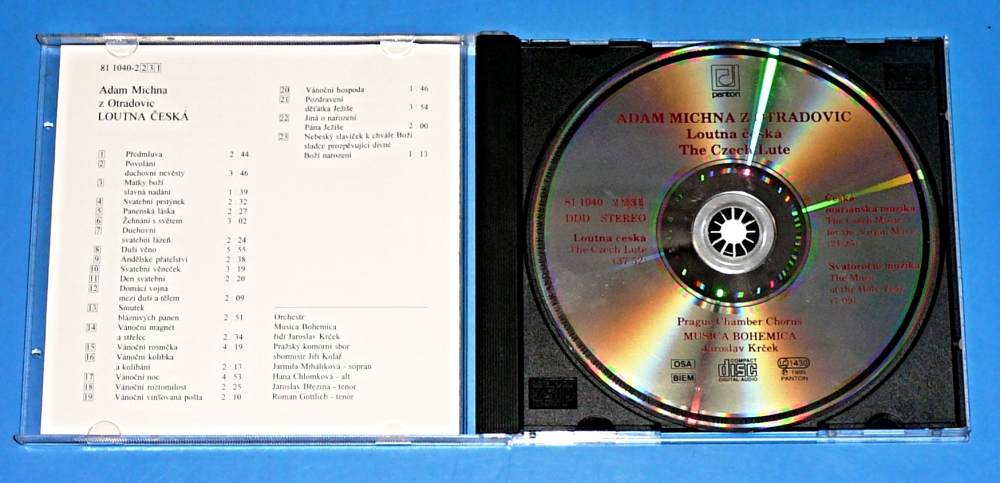 81 1040-2 2 3 1
Adam Michna
z Otradovic
LOUTNA ČESKÁ
1 Předmluva 2 : 44
2 Povolání
duchovní nevěsty 3 : 46
3 Matky boží
slavná nadání 1 : 39
4 Svatební prstýnek 2 : 32
5 Panenská láska 2 : 27
6 Žehnání s světem 3 : 02
7 Duchovní
svatební lázeň 2 : 24
8 Duší věno 5 : 55
9 Andělské přátelství 2 : 38
10 Svatební věneček 3 : 19
11 Den svatební 2 : 20
12 Domácí vojna
mezi duší a tělem 2 : 09
13 Smutek
bláznivých panen 2 : 51
14 Vánoční magnét
a střelec 2 : 34
15 Vánoční rosnička 4 : 19
16 Vánoční kolíbka
a kolíbání 2 : 13
17 Vánoční noc 4 : 53
18 Vánoční roztomilost 2 : 25
19 Vánoční vinšovaná pošta 2 : 10
20 Vánoční hospoda 1 : 46
21 Pozdravení
děťátka Ježíše 3 : 54
22 Jiná o narození
Pána Ježíše 2 : 00
23 Nebeský slavíček k chvále Boží
sladce prozpěvující divné
Boží narození 1 : 13
Orchestr:
Musica Bohemica
řídí Jaroslav Krček
Pražský komorní sbor
sbormistr Jiří Kolář
Jarmila Miháliková - soprán
Hana Chlomková - alt
Jaroslav Březina - tenor
Roman Gottlich - tenor
panton
ADAM MICHNA Z OTRADOVIC
Loutna česká
The Czech Lute
81 1040 2 231
DDD STEREO
Loutna česká
The Czech Lute
(37:52)
Česká
mariánská muzika
The Czech Music
for the Virgin Mary
(21:25)
Svatoroční muzika
The Music
of the Holy Year
(7:09)
Prague Chamber Chorus
MUSICA BOHEMICA
Jaroslav Krček
OSA
BIEM
COMPACT
disc
DIGITAL AUDIO
LC 1430
℗ 1995
PANTON